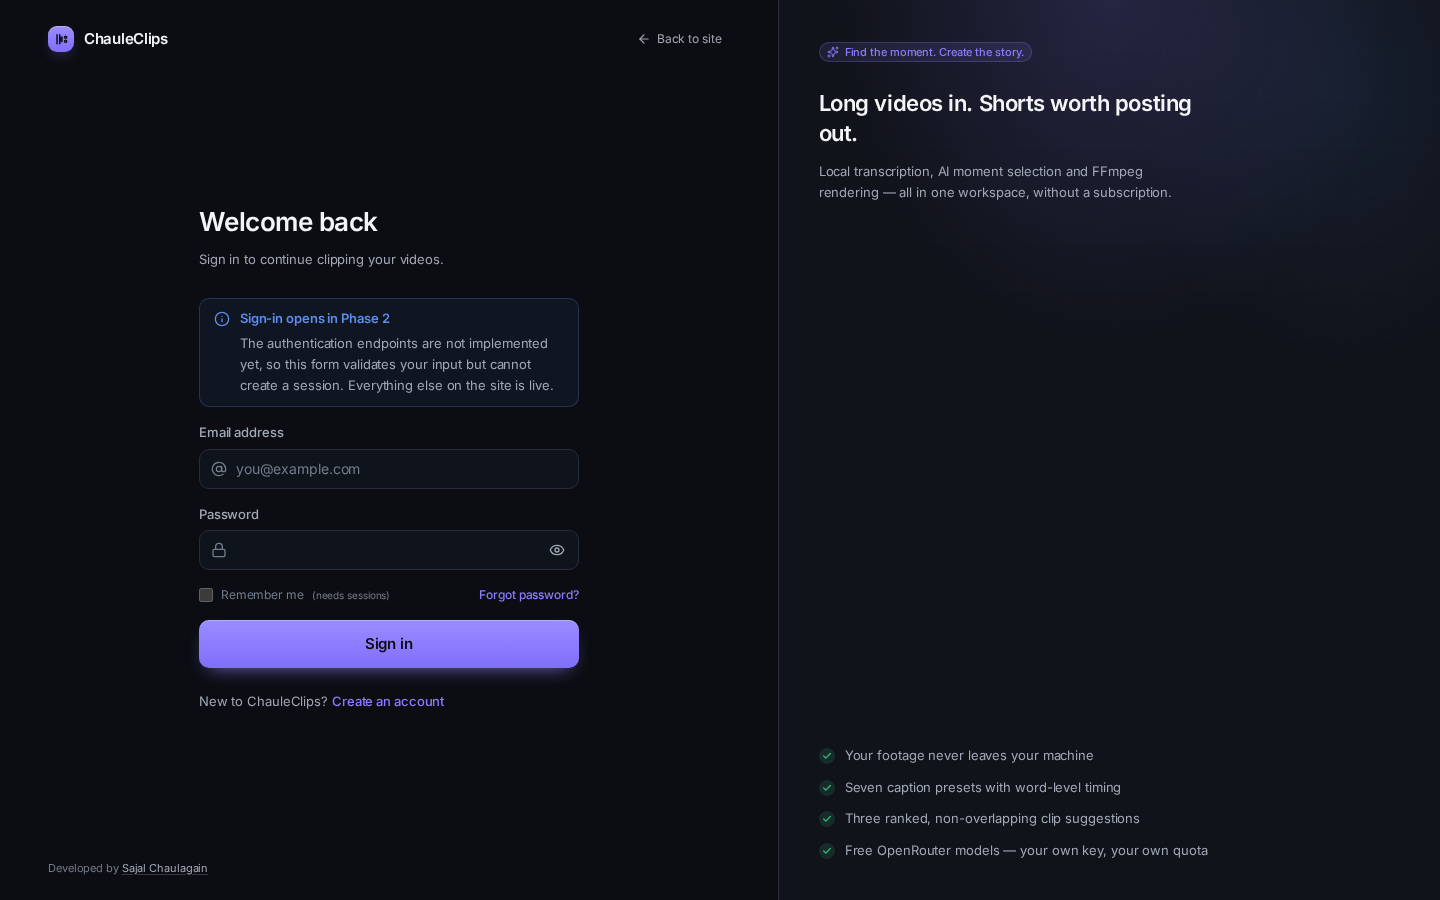 ChauleClips
Back to site
Welcome back
Sign in to continue clipping your videos.
Sign-in opens in Phase 2
The authentication endpoints are not implemented
yet, so this form validates your input but cannot
create a session. Everything else on the site is live.
Email address
you@example.com
Password
Remember me (needs sessions)
Forgot password?
Sign in
New to ChauleClips? Create an account
Developed by Sajal Chaulagain
Find the moment. Create the story.
Long videos in. Shorts worth posting
out.
Local transcription, AI moment selection and FFmpeg
rendering — all in one workspace, without a subscription.
Your footage never leaves your machine
Seven caption presets with word-level timing
Three ranked, non-overlapping clip suggestions
Free OpenRouter models — your own key, your own quota